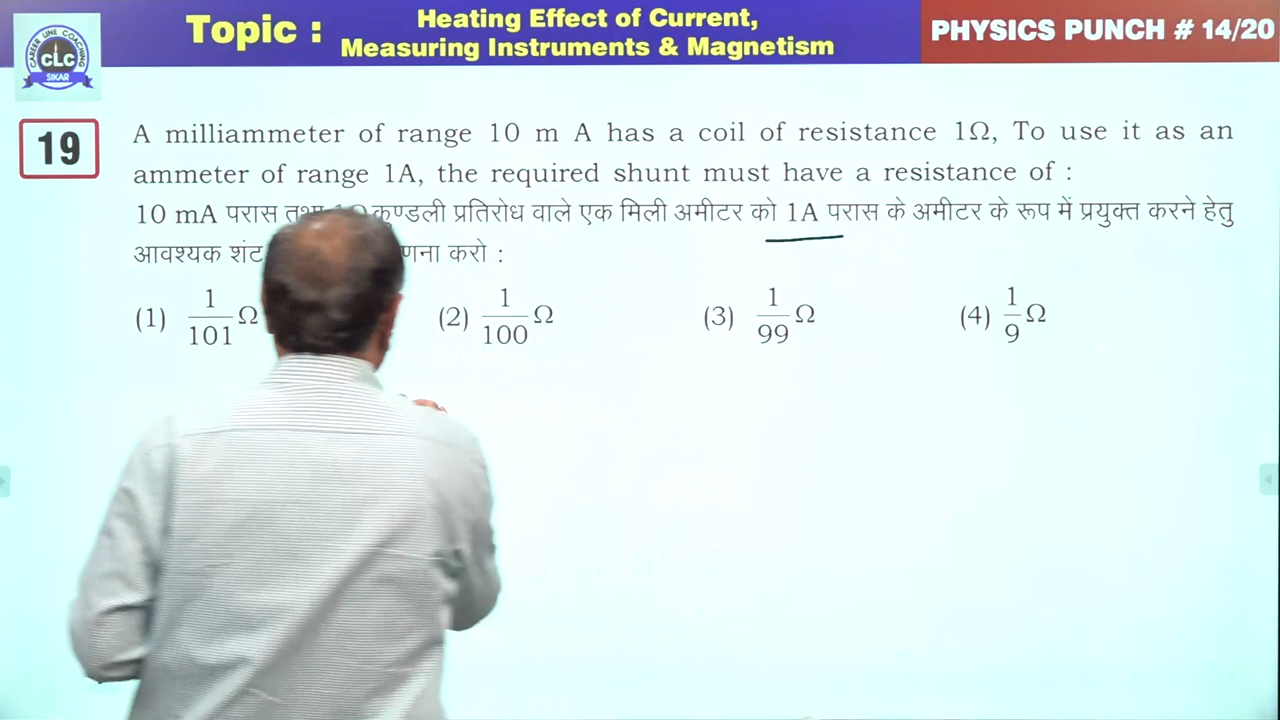 Topic :
Heating Effect of Current,
Measuring Instruments & Magnetism
PHYSICS PUNCH # 14/20
CAREER LINE COACHING
CLC
SIKAR
19
A milliammeter of range 10 m A has a coil of resistance 1Ω, To use it as an
ammeter of range 1A, the required shunt must have a resistance of :
10 mA परास कुण्डली प्रतिरोध वाले एक मिली अमीटर को 1A परास के अमीटर के रूप में प्रयुक्त करने हेतु
आवश्यक शंट करो :
(1) 1/101 Ω (2) 1/100 Ω (3) 1/99 Ω (4) 1/9 Ω